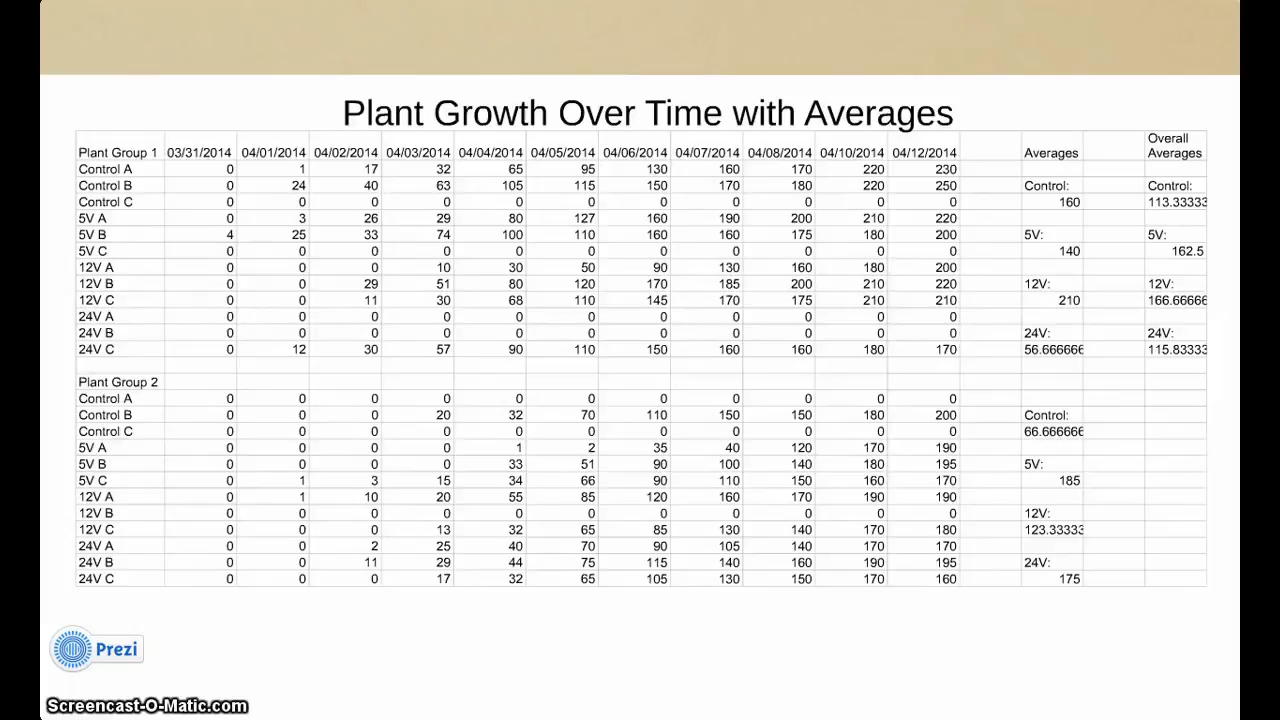 Plant Growth Over Time with Averages
Overall
Plant Group 1 03/31/2014 04/01/2014 04/02/2014 04/03/2014 04/04/2014 04/05/2014 04/06/2014 04/07/2014 04/08/2014 04/10/2014 04/12/2014 Averages Averages
Control A 0 1 17 32 65 95 130 160 170 220 230
Control B 0 24 40 63 105 115 150 170 180 220 250 Control: Control:
Control C 0 0 0 0 0 0 0 0 0 0 0 160 113.33333
5V A 0 3 26 29 80 127 160 190 200 210 220
5V B 4 25 33 74 100 110 160 160 175 180 200 5V: 5V:
5V C 0 0 0 0 0 0 0 0 0 0 0 140 162.5
12V A 0 0 0 10 30 50 90 130 160 180 200
12V B 0 0 29 51 80 120 170 185 200 210 220 12V: 12V:
12V C 0 0 11 30 68 110 145 170 175 210 210 210 166.66666
24V A 0 0 0 0 0 0 0 0 0 0 0
24V B 0 0 0 0 0 0 0 0 0 0 0 24V: 24V:
24V C 0 12 30 57 90 110 150 160 160 180 170 56.666666 115.83333
Plant Group 2
Control A 0 0 0 0 0 0 0 0 0 0 0
Control B 0 0 0 20 32 70 110 150 150 180 200 Control:
Control C 0 0 0 0 0 0 0 0 0 0 0 66.666666
5V A 0 0 0 0 1 2 35 40 120 170 190
5V B 0 0 0 0 33 51 90 100 140 180 195 5V:
5V C 0 1 3 15 34 66 90 110 150 160 170 185
12V A 0 1 10 20 55 85 120 160 170 190 190
12V B 0 0 0 0 0 0 0 0 0 0 0 12V:
12V C 0 0 0 13 32 65 85 130 140 170 180 123.33333
24V A 0 0 2 25 40 70 90 105 140 170 170
24V B 0 0 11 29 44 75 115 140 160 190 195 24V:
24V C 0 0 0 17 32 65 105 130 150 170 160 175
Prezi
Screencast-O-Matic.com